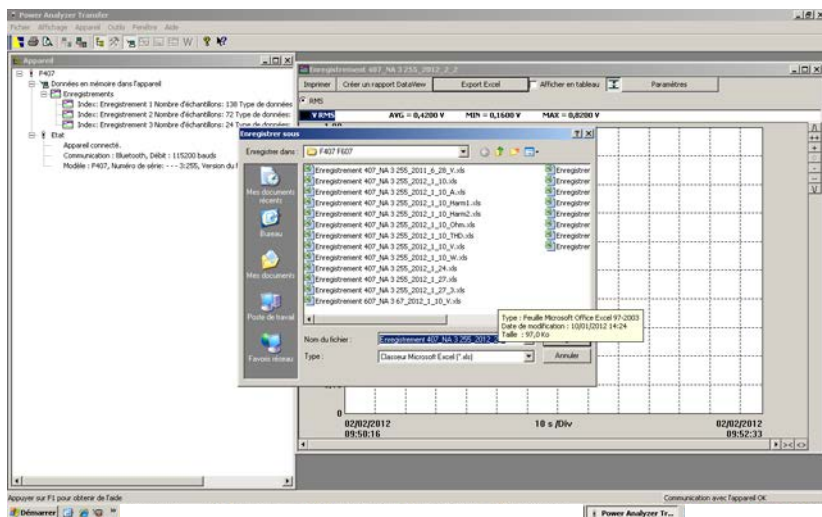 Power Analyzer Transfer
Fichier Affichage Appareil Outils Fenêtre Aide
Appareil
F407
Données en mémoire dans l'appareil
Enregistrements
Index: Enregistrement 1 Nombre d'échantillons: 138 Type de données
Index: Enregistrement 2 Nombre d'échantillons: 72 Type de données:
Index: Enregistrement 3 Nombre d'échantillons: 24 Type de données:
Etat
Appareil connecté.
Communication : Bluetooth, Débit : 115200 bauds
Modèle : F407, Numéro de série: - - - 3:255, Version du f
Enregistrement 407_NA 3 255_2012_2_2
Imprimer Créer un rapport DataView Export Excel Afficher en tableau Paramètres
RMS
V RMS AVG = 0,4200 V MIN = 0,1600 V MAX = 0,8200 V
Enregistrer sous
Enregistrer dans : F407 F607
Mes documents récents
Bureau
Mes documents
Poste de travail
Favoris réseau
Enregistrement 407_NA 3 255_2011_6_28_V.xls
Enregistrement 407_NA 3 255_2012_1_10.xls
Enregistrement 407_NA 3 255_2012_1_10_A.xls
Enregistrement 407_NA 3 255_2012_1_10_Harm1.xls
Enregistrement 407_NA 3 255_2012_1_10_Harm2.xls
Enregistrement 407_NA 3 255_2012_1_10_Ohm.xls
Enregistrement 407_NA 3 255_2012_1_10_THD.xls
Enregistrement 407_NA 3 255_2012_1_10_V.xls
Enregistrement 407_NA 3 255_2012_1_10_W.xls
Enregistrement 407_NA 3 255_2012_1_24.xls
Enregistrement 407_NA 3 255_2012_1_27.xls
Enregistrement 407_NA 3 255_2012_1_27_3.xls
Enregistrement 607_NA 3 67_2012_1_10_V.xls
Enregistrer
Enregistrer
Enregistrer
Enregistrer
Enregistrer
Enregistrer
Enregistrer
Type : Feuille Microsoft Office Excel 97-2003
Date de modification : 10/01/2012 14:24
Taille : 97,0 Ko
Nom du fichier : Enregistrement 407_NA 3 255_2012_
Type : Classeur Microsoft Excel (*.xls)
Annuler
0
02/02/2012 10 s /Div 02/02/2012
09:50:16 09:52:33
Appuyer sur F1 pour obtenir de l'aide
Communication avec l'appareil OK
Démarrer
Power Analyzer Tr...